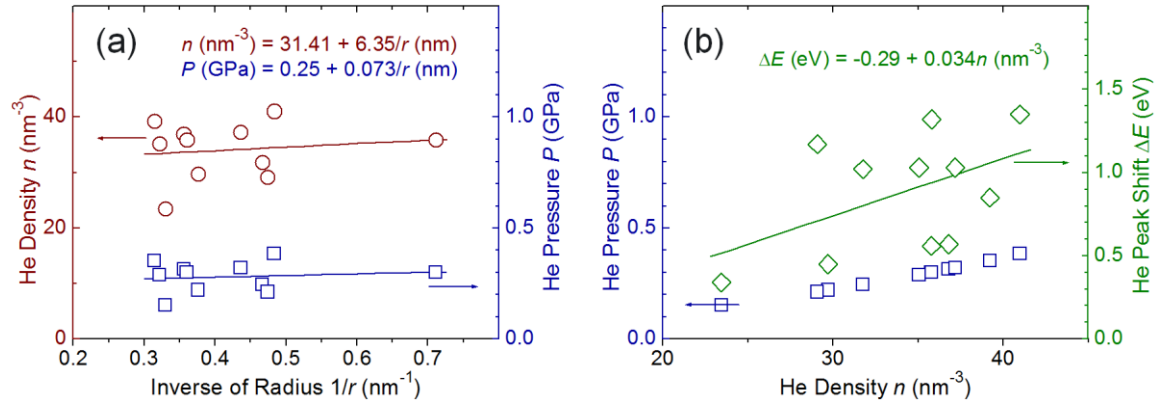 (a)
n (nm⁻³) = 31.41 + 6.35/r (nm)
P (GPa) = 0.25 + 0.073/r (nm)
He Density n (nm⁻³)
40
20
0
0.2 0.3 0.4 0.5 0.6 0.7
Inverse of Radius 1/r (nm⁻¹)
1.0
0.5
0.0
He Pressure P (GPa)
(b)
ΔE (eV) = -0.29 + 0.034n (nm⁻³)
He Pressure P (GPa)
1.0
0.5
0.0
20 30 40
He Density n (nm⁻³)
1.5
1.0
0.5
0.0
He Peak Shift ΔE (eV)